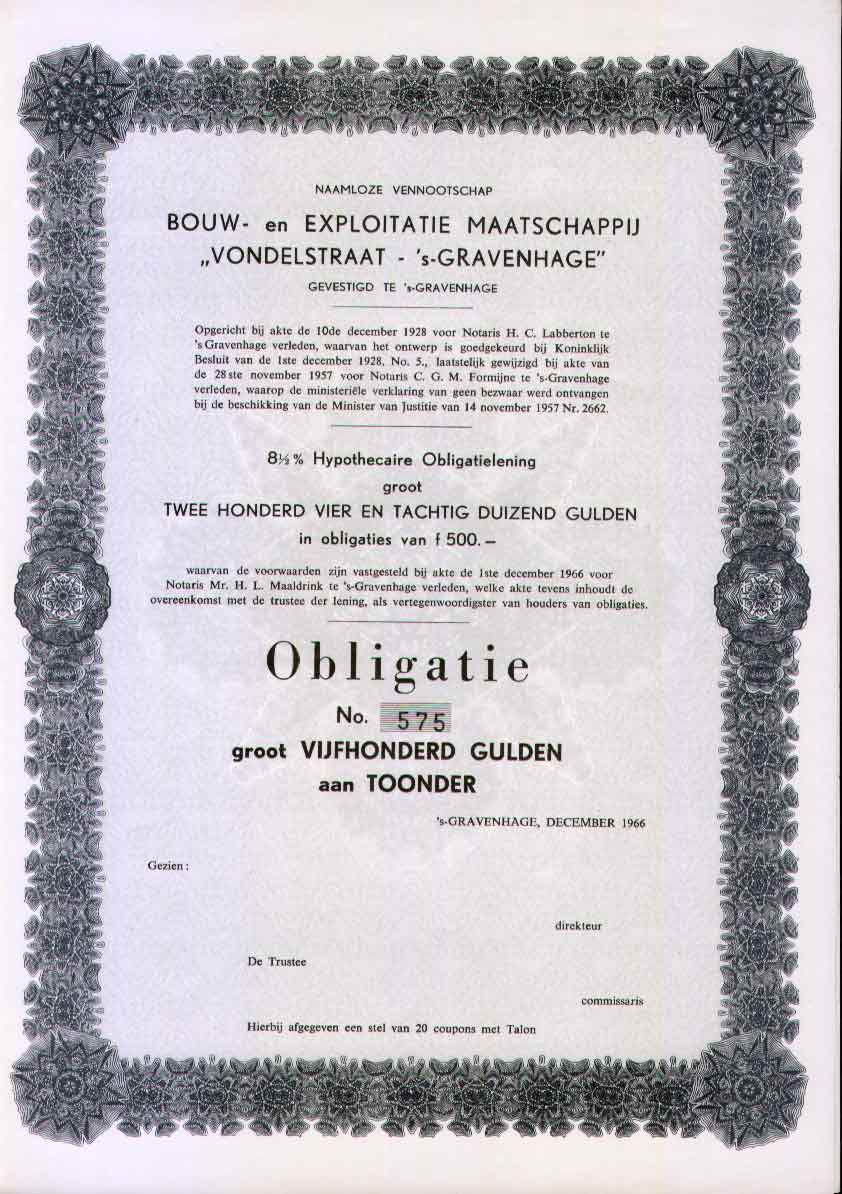 NAAMLOZE VENNOOTSCHAP
BOUW- en EXPLOITATIE MAATSCHAPPIJ
„VONDELSTRAAT - 's-GRAVENHAGE”
GEVESTIGD TE 's-GRAVENHAGE
Opgericht bij akte de 10de december 1928 voor Notaris H. C. Labberton te
's Gravenhage verleden, waarvan het ontwerp is goedgekeurd bij Koninklijk
Besluit van de 1ste december 1928, No. 5., laatstelijk gewijzigd bij akte van
de 28ste november 1957 voor Notaris C. G. M. Formijne te 's-Gravenhage
verleden, waarop de ministeriële verklaring van geen bezwaar werd ontvangen
bij de beschikking van de Minister van Justitie van 14 november 1957 Nr. 2662.
8½% Hypothecaire Obligatielening
groot
TWEE HONDERD VIER EN TACHTIG DUIZEND GULDEN
in obligaties van f 500.—
waarvan de voorwaarden zijn vastgesteld bij akte de 1ste december 1966 voor
Notaris Mr. H. L. Maaldrink te 's-Gravenhage verleden, welke akte tevens inhoudt de
overeenkomst met de trustee der lening, als vertegenwoordigster van houders van obligaties.
Obligatie
No. 575
groot VIJFHONDERD GULDEN
aan TOONDER
's-GRAVENHAGE, DECEMBER 1966
Gezien :
direkteur
De Trustee
commissaris
Hierbij afgegeven een stel van 20 coupons met Talon